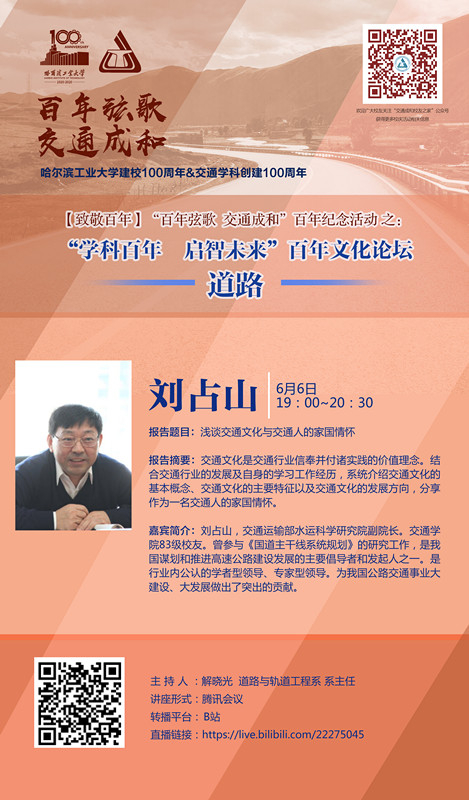 100TH
ANNIVERSARY
哈尔滨工业大学
1920-2020
百年弦歌
交通成和
哈尔滨工业大学建校100周年&交通学科创建100周年
【致敬百年】“百年弦歌 交通成和”百年纪念活动 之:
“学科百年 启智未来”百年文化论坛
道路
刘占山
6月6日
19：00~20：30
报告题目：浅谈交通文化与交通人的家国情怀
报告摘要：交通文化是交通行业信奉并付诸实践的价值理念。结
合交通行业的发展及自身的学习工作经历，系统介绍交通文化的
基本概念、交通文化的主要特征以及交通文化的发展方向，分享
作为一名交通人的家国情怀。
嘉宾简介：刘占山，交通运输部水运科学研究院副院长。交通学
院83级校友。曾参与《国道主干线系统规划》的研究工作，是我
国谋划和推进高速公路建设发展的主要倡导者和发起人之一。是
行业内公认的学者型领导、专家型领导。为我国公路交通事业大
建设、大发展做出了突出的贡献。
主 持 人 ：解晓光 道路与轨道工程系 系主任
讲座形式：腾讯会议
转播平台： B站
直播链接：https://live.bilibili.com/22275045